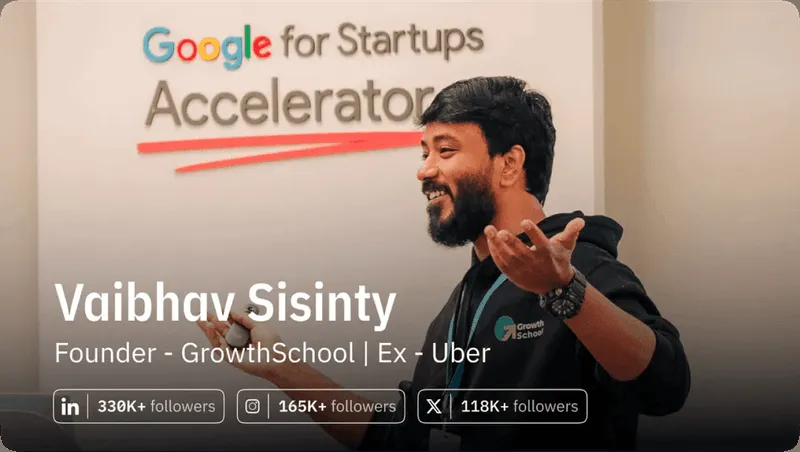 Google for Startups
Accelerator
Growth
School
Vaibhav Sisinty
Founder - GrowthSchool | Ex - Uber
in 330K+ followers
165K+ followers
X 118K+ followers